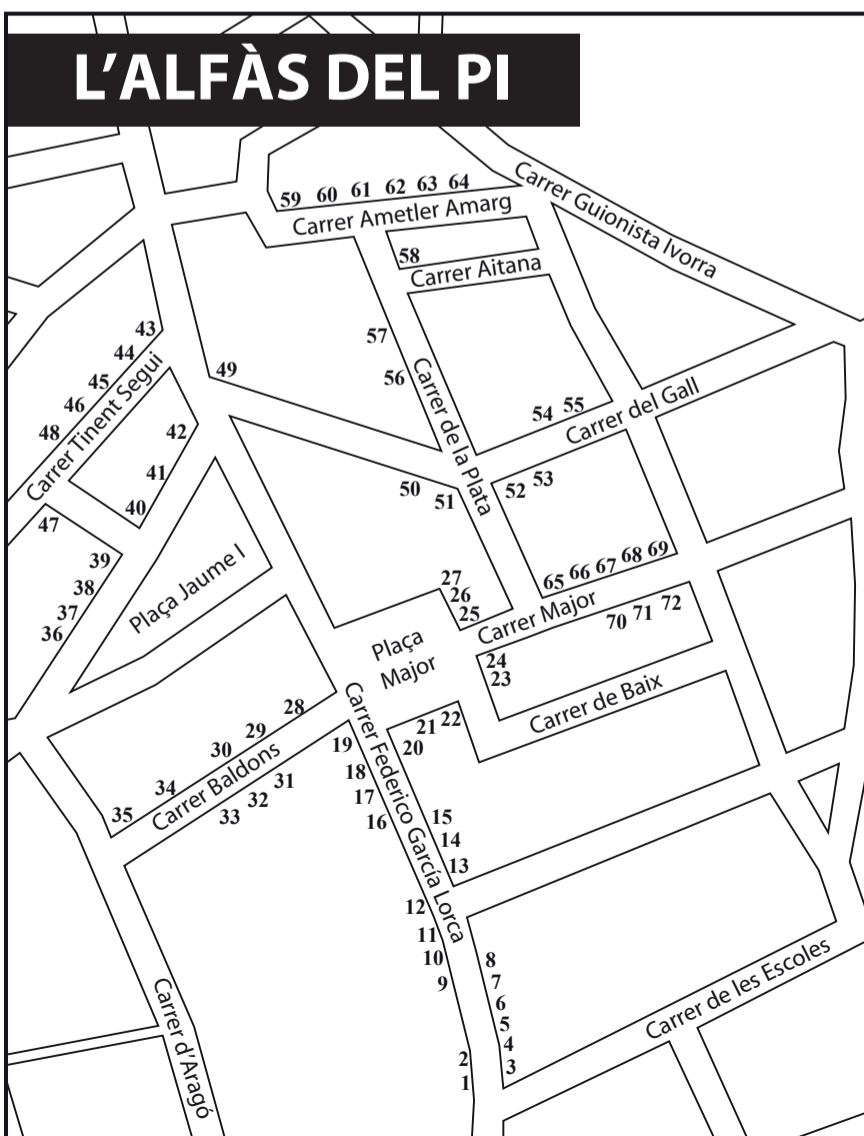 L'ALFÀS DEL PI
59 60 61 62 63 64
Carrer Ametler Amarg
Carrer Guionista Ivorra
58
Carrer Aitana
43
44
45
46
48
Carrer Tinent Segui
57
56
49
Carrer de la Plata
42
41
40
54 55
Carrer del Gall
50
51
52 53
47
39
38
37
36
Plaça Jaume I
27
26
25
65 66 67 68 69
Carrer Major
70 71 72
Plaça
Major
24
23
Carrer de Baix
28
29
30
34
35
Carrer Baldons
31
32
33
19
18
17
16
Carrer Federico García Lorca
22
21
20
15
14
13
12
11
10
9
8
7
6
5
4
3
2
1
Carrer de les Escoles
Carrer d'Aragó